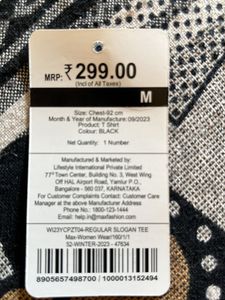 MRP: ₹ 299.00
(Incl of All Taxes)
M
Size: Chest-92 cm
Month & Year of Manufacture: 09/2023
Product: T Shirt
Colour: BLACK
Net Quantity: 1 Number
Manufactured & Marketed by:
Lifestyle International Private Limited
77° Town Center, Building No. 3, West Wing
Off HAL Airport Road, Yamlur P.O.,
Bangalore - 560 037, KARNATAKA
For Customer Complaints Contact: Customer Care
Manager at the above Manufacturer Address
Phone No.: 1800-123-1444
Email: help.in@maxfashion.com
WI23YCPZT04-REGULAR SLOGAN TEE
Max-Women Wear/160/1/1
52-WINTER-2023 - 47634
8905657498700
1000013152494